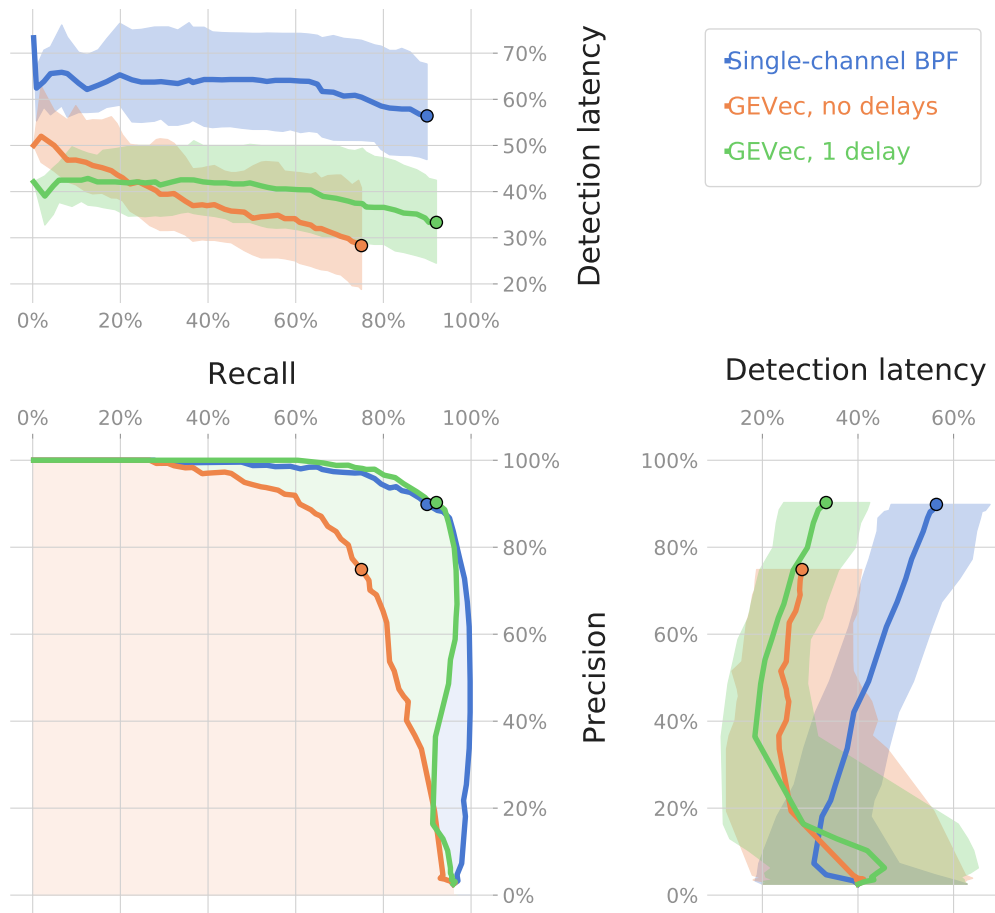 70%
60%
50%
40%
30%
20%
0% 20% 40% 60% 80% 100%
Detection latency
Single-channel BPF
GEVec, no delays
GEVec, 1 delay
Recall
0% 20% 40% 60% 80% 100%
100%
80%
60%
40%
20%
0%
Precision
Detection latency
20% 40% 60%
100%
80%
60%
40%
20%
0%